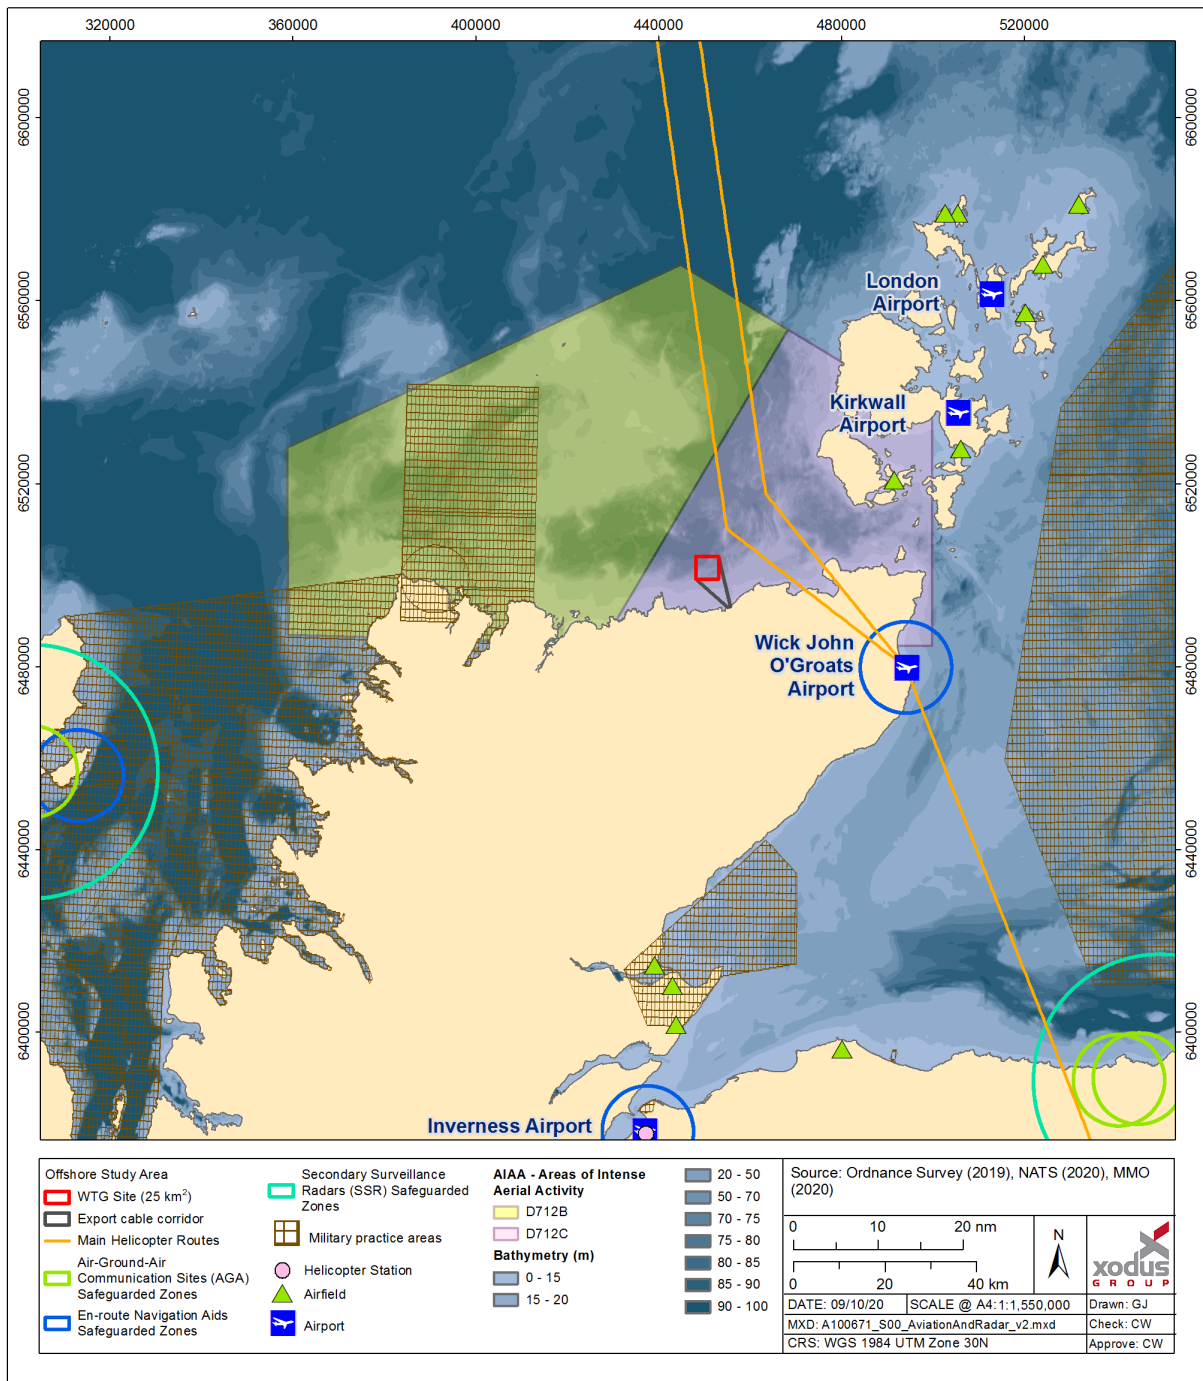 320000
360000
400000
440000
480000
520000
6600000
6600000
6560000
6560000
6520000
6520000
6480000
6480000
6440000
6440000
6400000
6400000
London
Airport
Kirkwall
Airport
Wick John
O'Groats
Airport
Inverness Airport
Offshore Study Area
WTG Site (25 km²)
Export cable corridor
Main Helicopter Routes
Air-Ground-Air
Communication Sites (AGA)
Safeguarded Zones
En-route Navigation Aids
Safeguarded Zones
Secondary Surveillance
Radars (SSR) Safeguarded
Zones
Military practice areas
Helicopter Station
Airfield
Airport
AIAA - Areas of Intense
Aerial Activity
D712B
D712C
Bathymetry (m)
0 - 15
15 - 20
20 - 50
50 - 70
70 - 75
75 - 80
80 - 85
85 - 90
90 - 100
Source: Ordnance Survey (2019), NATS (2020), MMO
(2020)
0 10 20 nm
0 20 40 km
N
xodus
GROUP
DATE: 09/10/20
SCALE @ A4:1:1,550,000
Drawn: GJ
MXD: A100671_S00_AviationAndRadar_v2.mxd
Check: CW
CRS: WGS 1984 UTM Zone 30N
Approve: CW